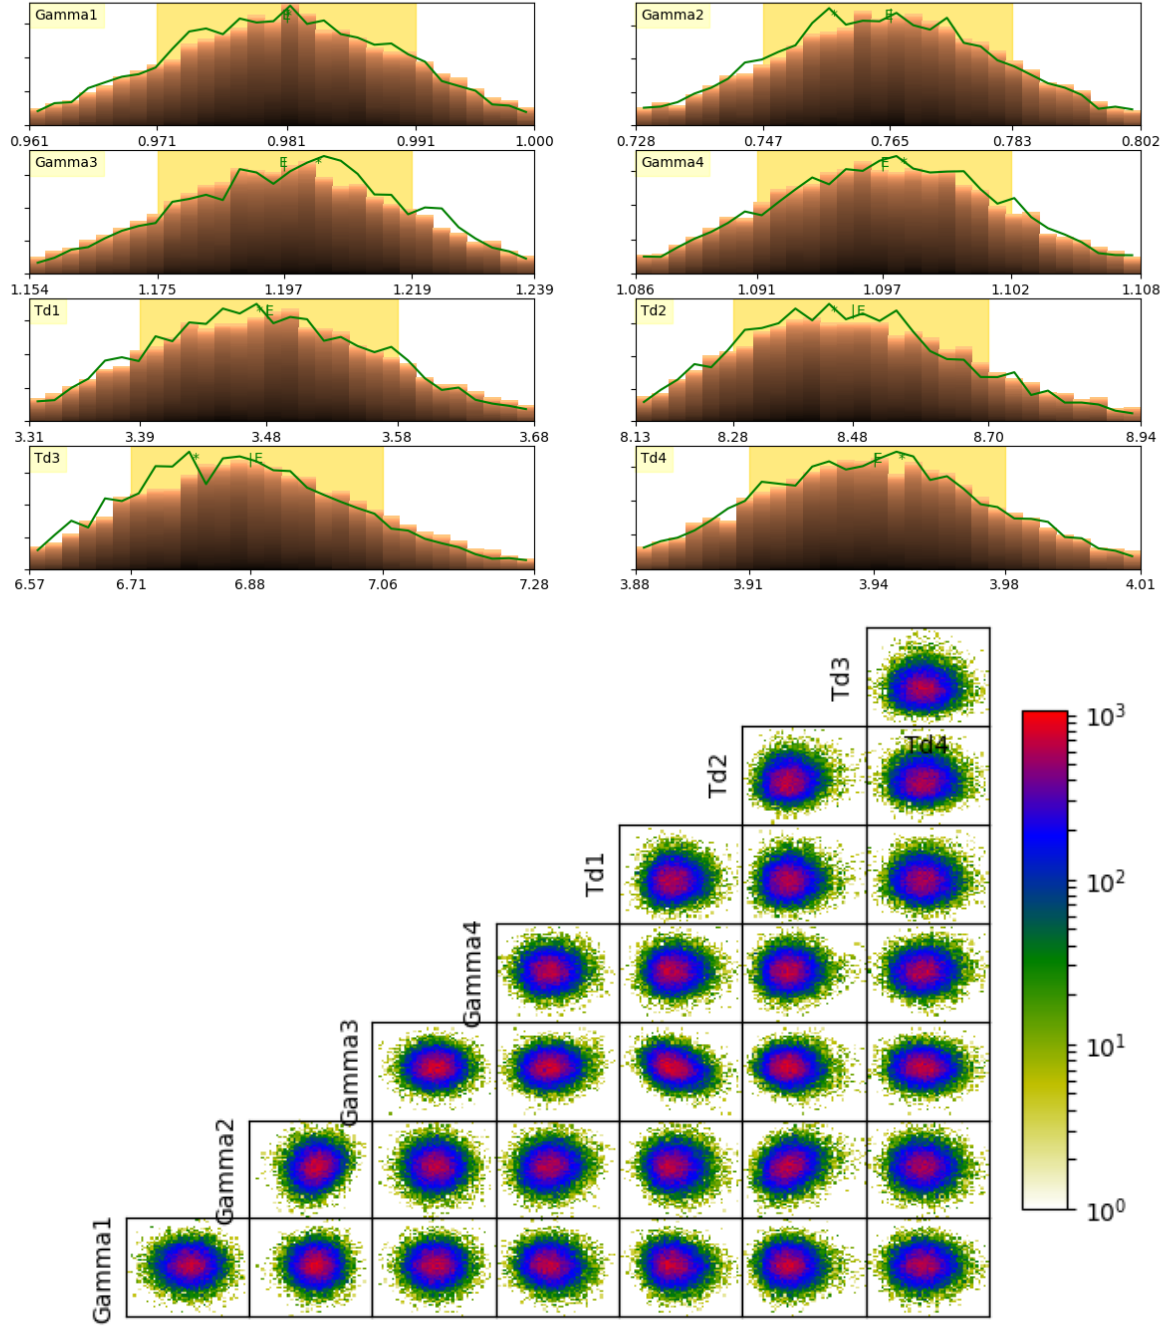 Gamma1
E
0.961 0.971 0.981 0.991 1.000
Gamma2
* E
0.728 0.747 0.765 0.783 0.802
Gamma3
E *
1.154 1.175 1.197 1.219 1.239
Gamma4
E *
1.086 1.091 1.097 1.102 1.108
Td1
* E
3.31 3.39 3.48 3.58 3.68
Td2
* |E
8.13 8.28 8.48 8.70 8.94
Td3
* |E
6.57 6.71 6.88 7.06 7.28
Td4
E *
3.88 3.91 3.94 3.98 4.01
Td3
Td4
Td2
Td1
Gamma4
Gamma3
Gamma2
Gamma1
10³
10²
10¹
10⁰